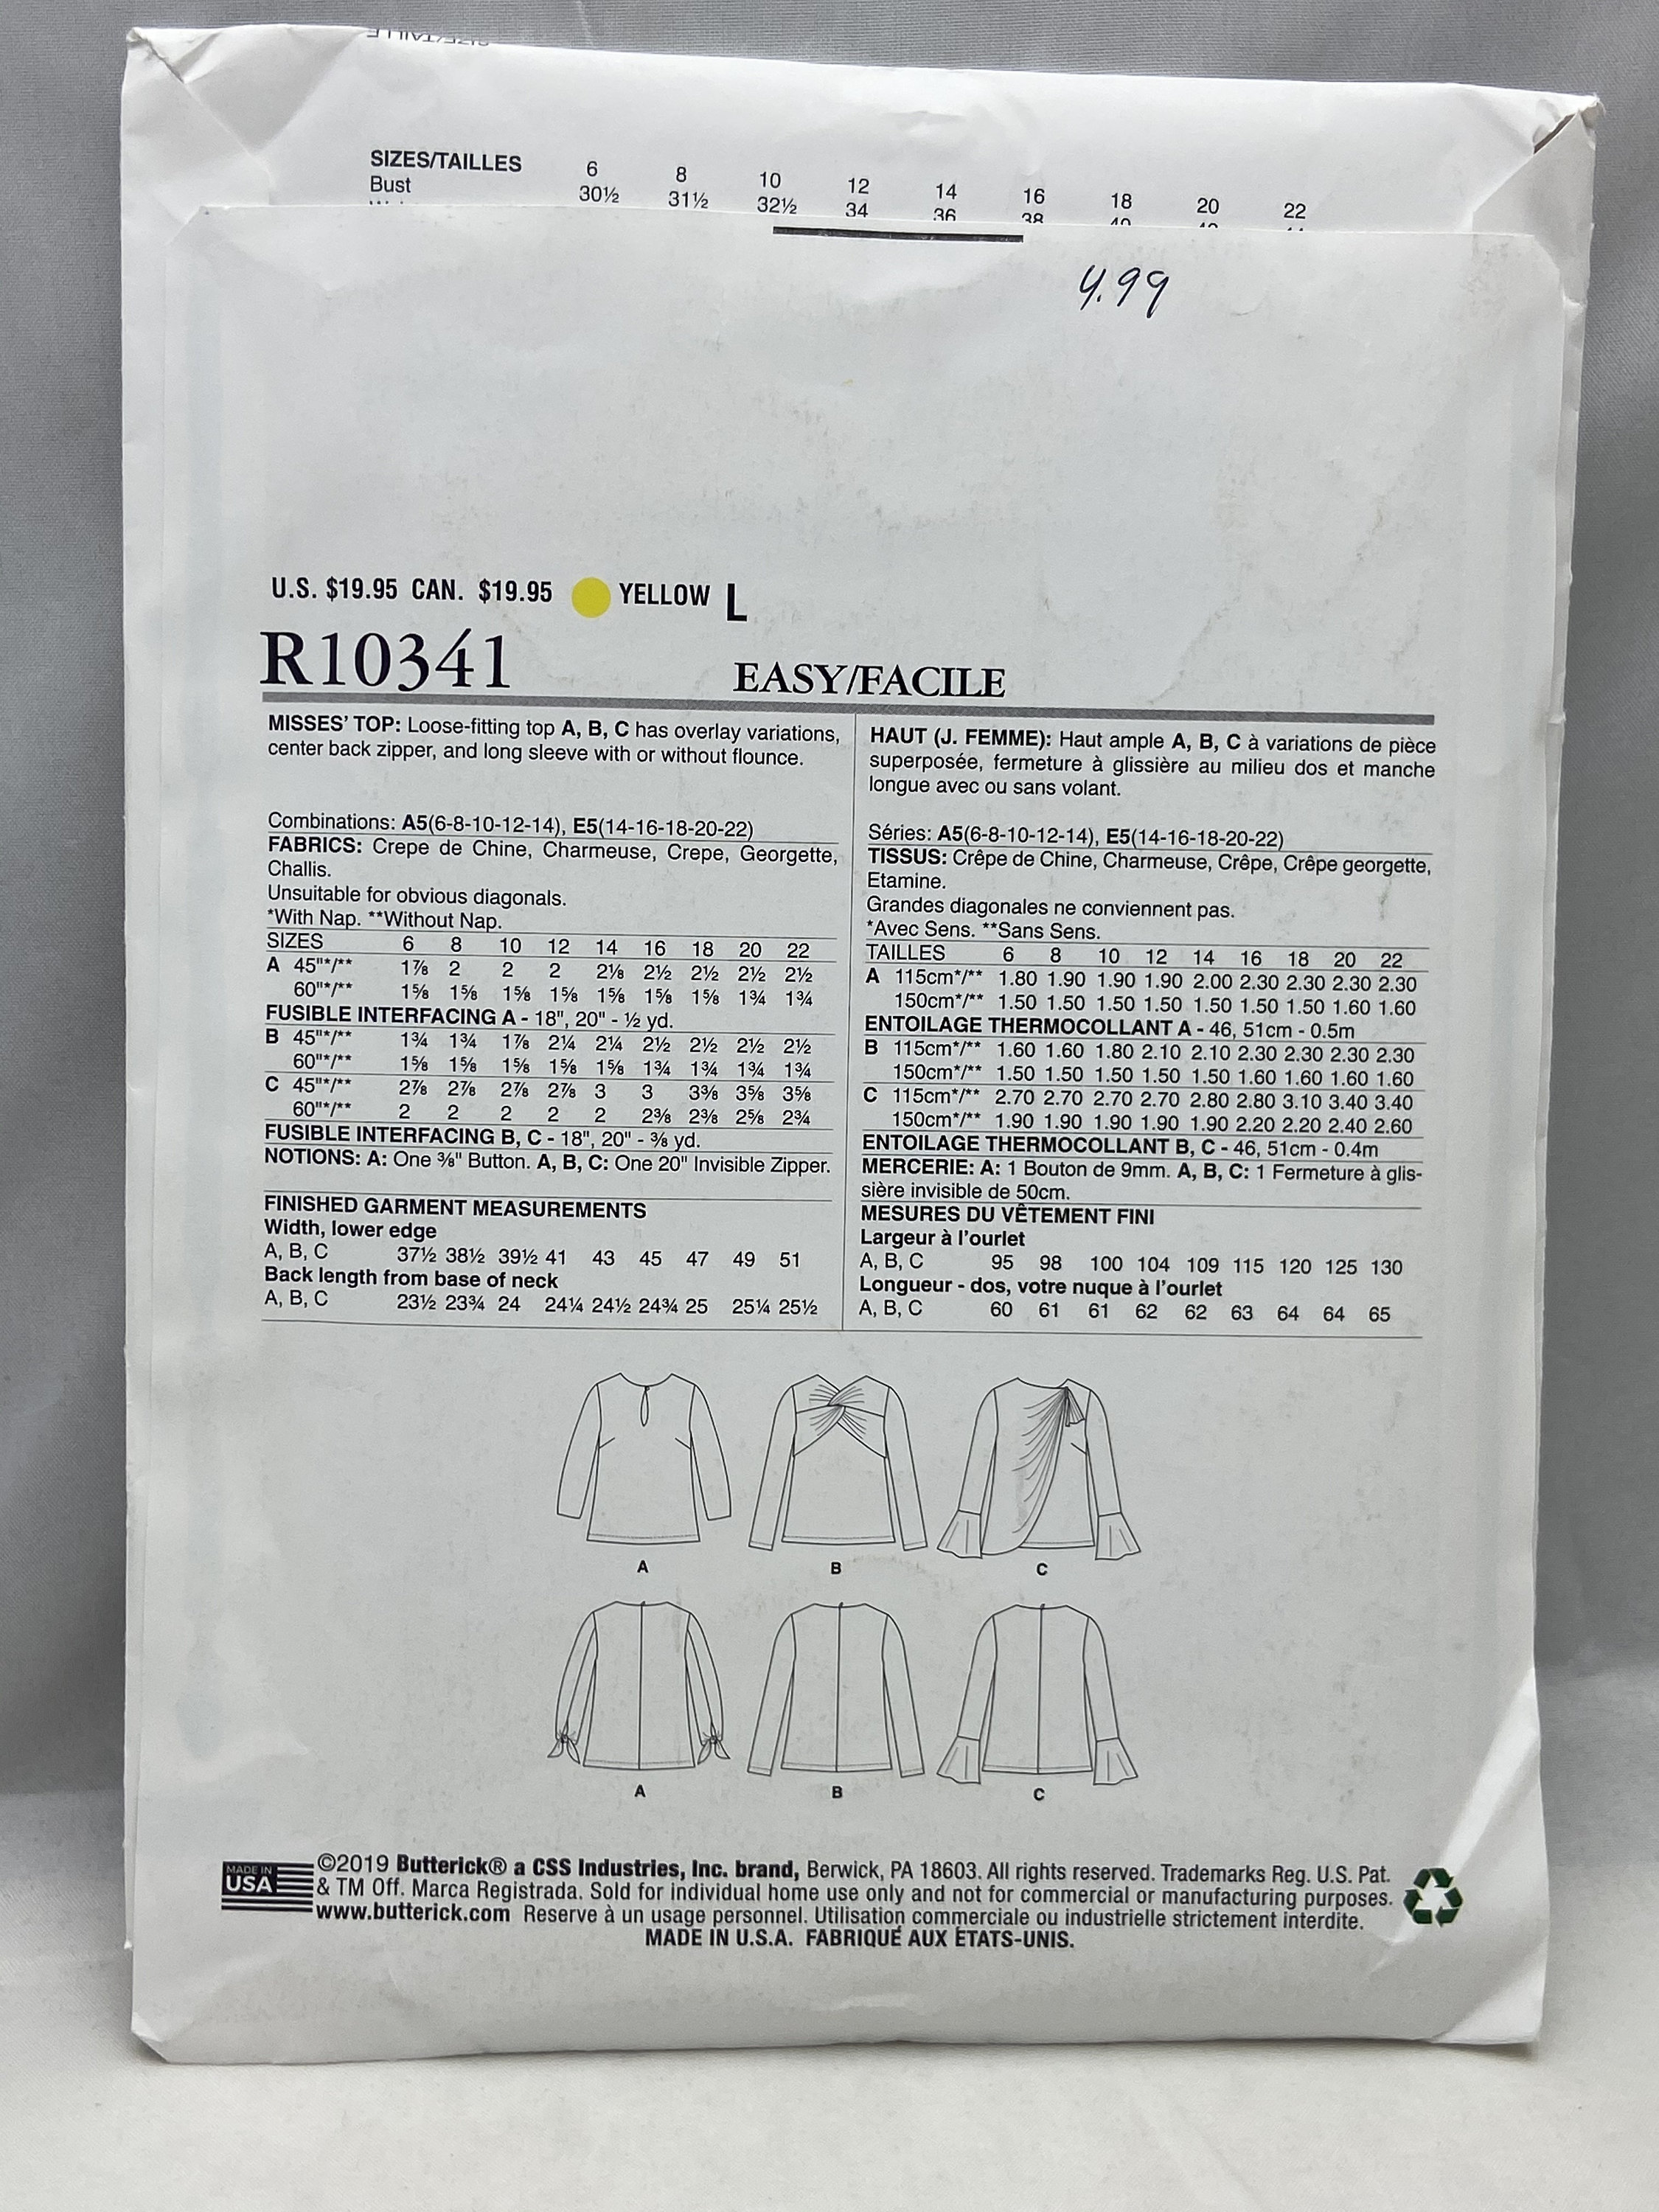 SIZES/TAILLES 6 8 10 12 14 16 18 20 22
Bust 30½ 31½ 32½ 34 36 38 40 42
4.99
U.S. $19.95 CAN. $19.95 YELLOW L
R10341 EASY/FACILE
MISSES' TOP: Loose-fitting top A, B, C has overlay variations,
center back zipper, and long sleeve with or without flounce.
Combinations: A5(6-8-10-12-14), E5(14-16-18-20-22)
FABRICS: Crepe de Chine, Charmeuse, Crepe, Georgette,
Challis.
Unsuitable for obvious diagonals.
*With Nap. **Without Nap.
SIZES 6 8 10 12 14 16 18 20 22
A 45"*/** 1⅞ 2 2 2 2⅛ 2½ 2½ 2½ 2½
60"*/** 1⅝ 1⅝ 1⅝ 1⅝ 1⅝ 1⅝ 1⅝ 1¾ 1¾
FUSIBLE INTERFACING A - 18", 20" - ½ yd.
B 45"*/** 1¾ 1¾ 1⅞ 2¼ 2¼ 2½ 2½ 2½ 2½
60"*/** 1⅝ 1⅝ 1⅝ 1⅝ 1⅝ 1¾ 1¾ 1¾ 1¾
C 45"*/** 2⅞ 2⅞ 2⅞ 2⅞ 3 3 3⅜ 3⅝ 3⅝
60"*/** 2 2 2 2 2 2⅜ 2⅜ 2⅝ 2¾
FUSIBLE INTERFACING B, C - 18", 20" - ⅜ yd.
NOTIONS: A: One ⅜" Button. A, B, C: One 20" Invisible Zipper.
FINISHED GARMENT MEASUREMENTS
Width, lower edge
A, B, C 37½ 38½ 39½ 41 43 45 47 49 51
Back length from base of neck
A, B, C 23½ 23¾ 24 24¼ 24½ 24¾ 25 25¼ 25½
HAUT (J. FEMME): Haut ample A, B, C à variations de pièce
superposée, fermeture à glissière au milieu dos et manche
longue avec ou sans volant.
Séries: A5(6-8-10-12-14), E5(14-16-18-20-22)
TISSUS: Crêpe de Chine, Charmeuse, Crêpe, Crêpe georgette,
Etamine.
Grandes diagonales ne conviennent pas.
*Avec Sens. **Sans Sens.
TAILLES 6 8 10 12 14 16 18 20 22
A 115cm*/** 1.80 1.90 1.90 1.90 2.00 2.30 2.30 2.30 2.30
150cm*/** 1.50 1.50 1.50 1.50 1.50 1.50 1.50 1.60 1.60
ENTOILAGE THERMOCOLLANT A - 46, 51cm - 0.5m
B 115cm*/** 1.60 1.60 1.80 2.10 2.10 2.30 2.30 2.30 2.30
150cm*/** 1.50 1.50 1.50 1.50 1.50 1.60 1.60 1.60 1.60
C 115cm*/** 2.70 2.70 2.70 2.70 2.80 2.80 3.10 3.40 3.40
150cm*/** 1.90 1.90 1.90 1.90 1.90 2.20 2.20 2.40 2.60
ENTOILAGE THERMOCOLLANT B, C - 46, 51cm - 0.4m
MERCERIE: A: 1 Bouton de 9mm. A, B, C: 1 Fermeture à glis-
sière invisible de 50cm.
MESURES DU VÊTEMENT FINI
Largeur à l'ourlet
A, B, C 95 98 100 104 109 115 120 125 130
Longueur - dos, votre nuque à l'ourlet
A, B, C 60 61 61 62 62 63 64 64 65
A B C
A B C
MADE IN
USA
©2019 Butterick® a CSS Industries, Inc. brand, Berwick, PA 18603. All rights reserved. Trademarks Reg. U.S. Pat.
& TM Off. Marca Registrada. Sold for individual home use only and not for commercial or manufacturing purposes.
www.butterick.com Reserve à un usage personnel. Utilisation commerciale ou industrielle strictement interdite.
MADE IN U.S.A. FABRIQUÉ AUX ÉTATS-UNIS.